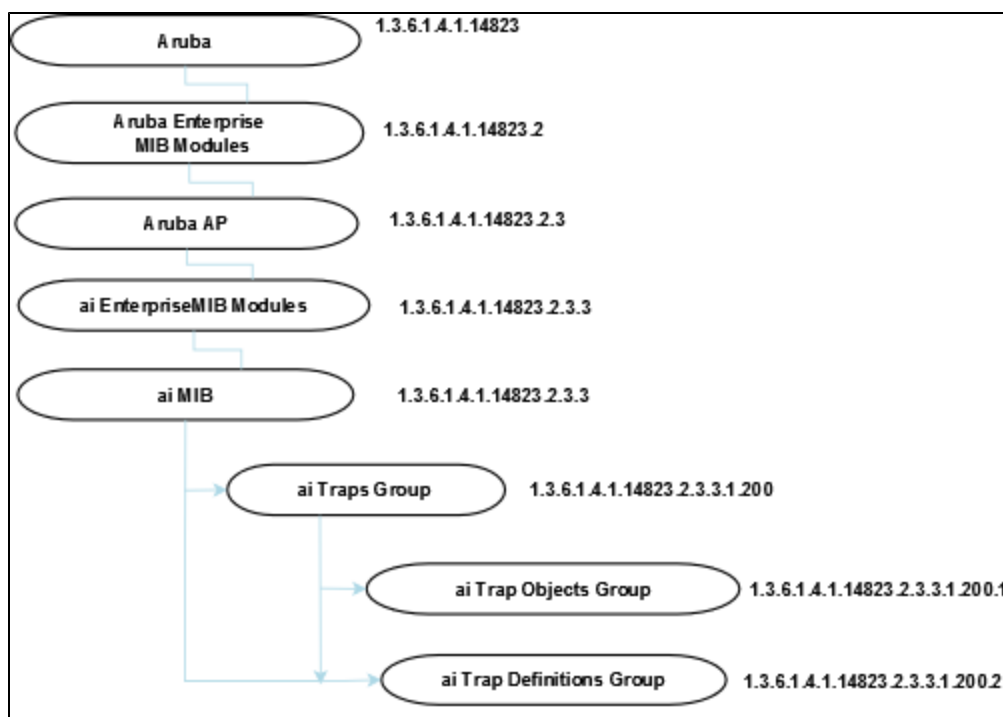 Aruba
1.3.6.1.4.1.14823
Aruba Enterprise
MIB Modules
1.3.6.1.4.1.14823.2
Aruba AP
1.3.6.1.4.1.14823.2.3
ai EnterpriseMIB Modules
1.3.6.1.4.1.14823.2.3.3
ai MIB
1.3.6.1.4.1.14823.2.3.3
ai Traps Group
1.3.6.1.4.1.14823.2.3.3.1.200
ai Trap Objects Group
1.3.6.1.4.1.14823.2.3.3.1.200.1
ai Trap Definitions Group
1.3.6.1.4.1.14823.2.3.3.1.200.2